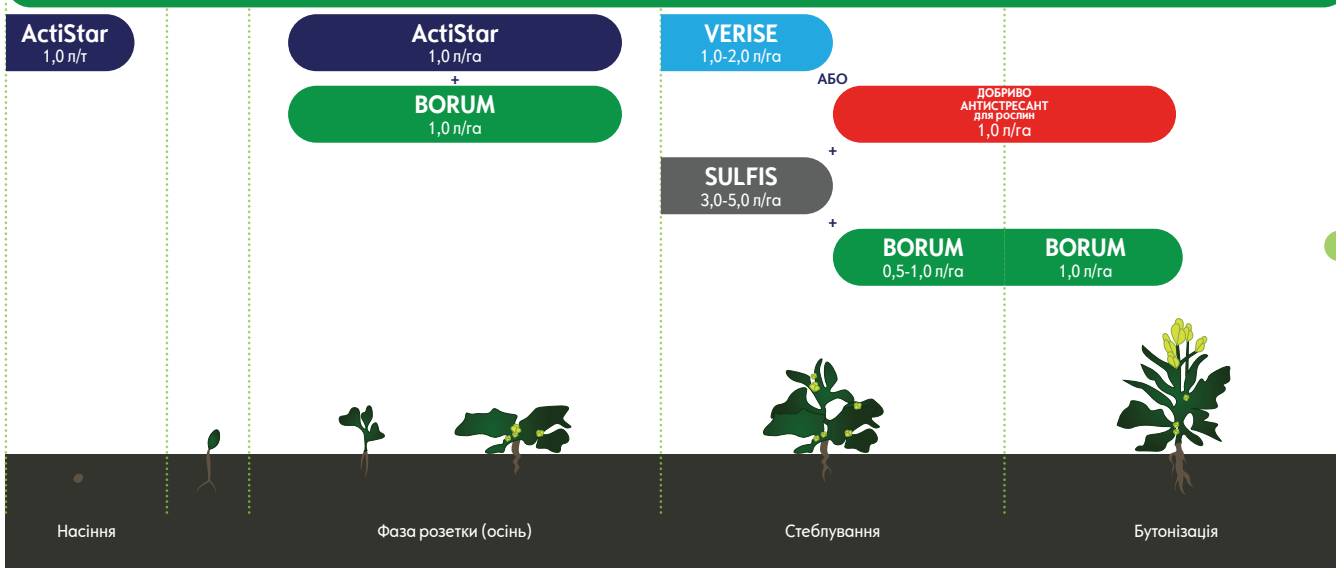 ActiStar
1,0 л/т
ActiStar
1,0 л/га
+
BORUM
1,0 л/га
VERISE
1,0-2,0 л/га
АБО
ДОБРИВО
АНТИСТРЕСАНТ
для рослин
1,0 л/га
+
SULFIS
3,0-5,0 л/га
+
BORUM
0,5-1,0 л/га
BORUM
1,0 л/га
Насіння
Фаза розетки (осінь)
Стеблування
Бутонізація